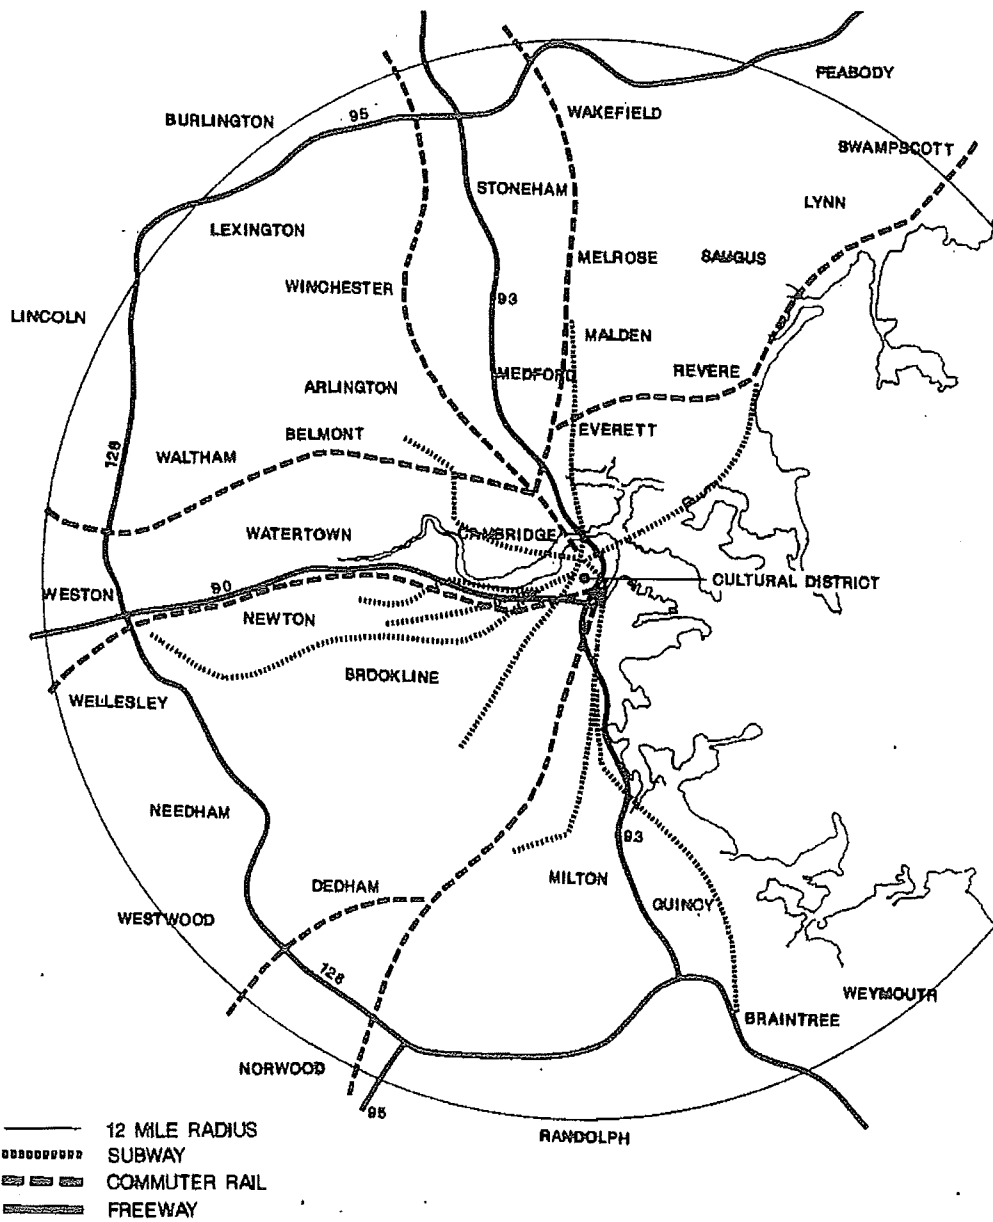 PEABODY
WAKEFIELD
95
BURLINGTON
SWAMPSCOTT
STONEHAM
LYNN
LEXINGTON
MELROSE
SAUGUS
WINCHESTER
93
LINCOLN
MALDEN
REVERE
MEDFORD
ARLINGTON
EVERETT
BELMONT
128
WALTHAM
WATERTOWN
CAMBRIDGE
CULTURAL DISTRICT
90
WESTON
NEWTON
BROOKLINE
WELLESLEY
NEEDHAM
93
MILTON
DEDHAM
QUINCY
WESTWOOD
128
WEYMOUTH
BRAINTREE
NORWOOD
95
RANDOLPH
12 MILE RADIUS
SUBWAY
COMMUTER RAIL
FREEWAY